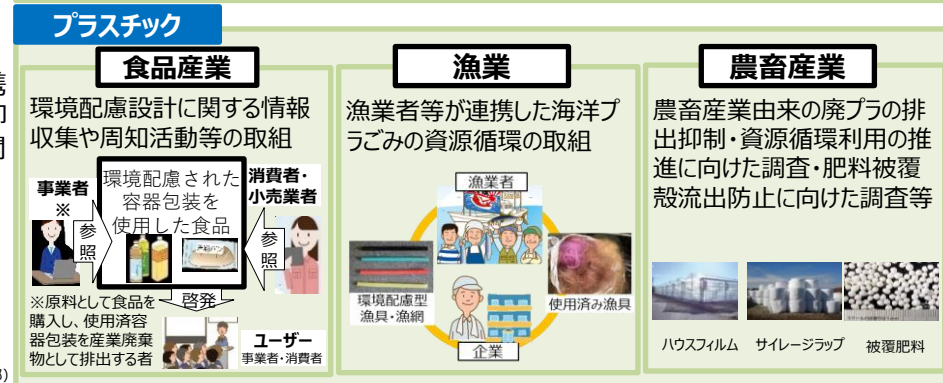 プラスチック
食品産業
環境配慮設計に関する情報
収集や周知活動等の取組
事業者
※
環境配慮された
容器包装を
使用した食品
消費者・
小売業者
参照
参照
啓発
※原料として食品を
購入し、使用済容
器包装を産業廃棄
物として排出する者
ユーザー
事業者・消費者
漁業
漁業者等が連携した海洋プ
ラごみの資源循環の取組
漁業者
環境配慮型
漁具・漁網
使用済み漁具
企業
農畜産業
農畜産業由来の廃プラの排
出抑制・資源循環利用の推
進に向けた調査・肥料被覆
殻流出防止に向けた調査等
ハウスフィルム
サイレージラップ
被覆肥料